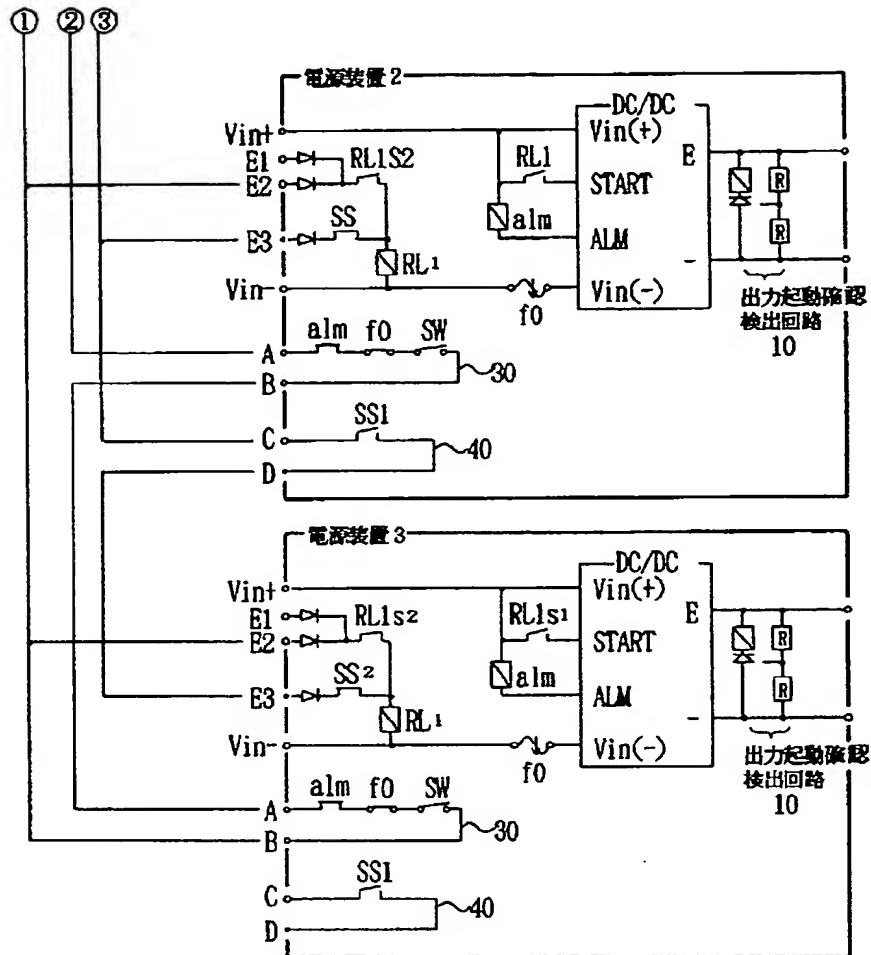 ① ② ③
電源装置2
DC/DC
Vin+
Vin(+)
E1
RL1S2
RL1
E
E2
START
R
SS
alm
E3
ALM
R
RL1
Vin-
Vin(-)
-
f0
出力起動確認
検出回路
10
alm f0 SW
A
30
B
SS1
C
40
D
電源装置3
DC/DC
Vin+
Vin(+)
E1
RL1s2
RL1s1
E
E2
START
R
SS2
alm
E3
ALM
R
RL1
Vin-
Vin(-)
-
f0
出力起動確認
検出回路
10
alm f0 SW
A
30
B
SS1
C
40
D